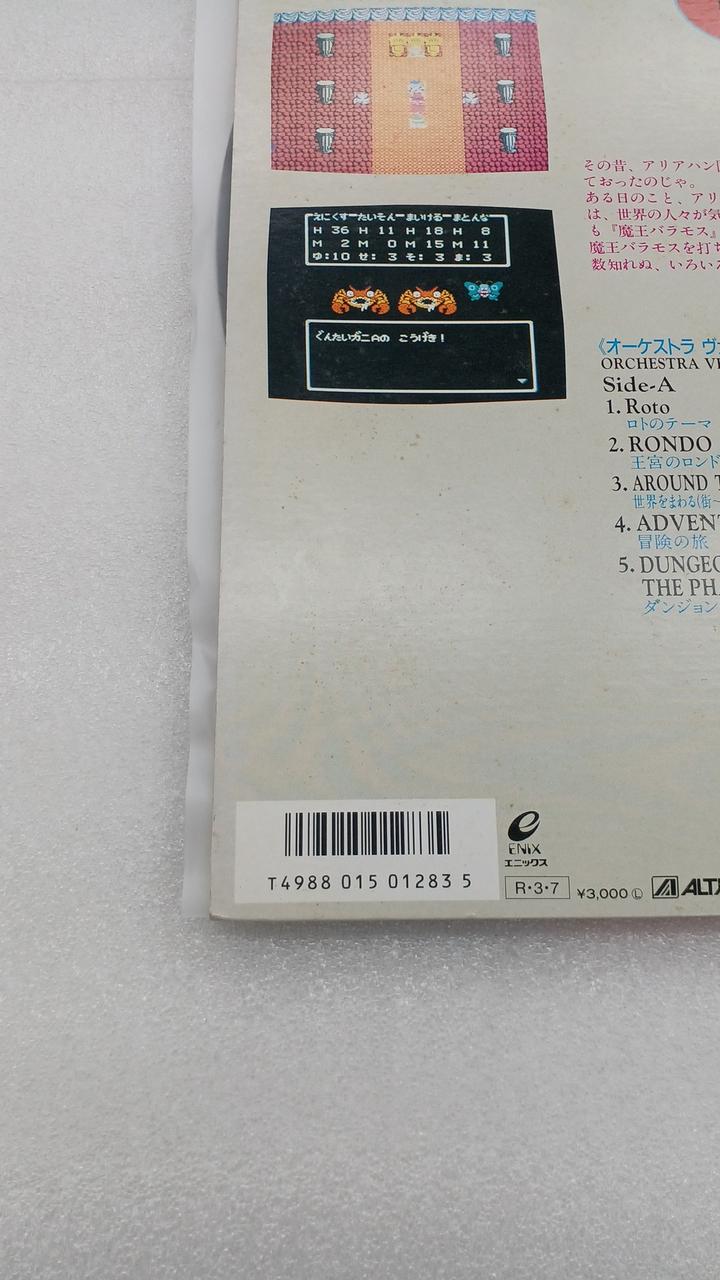 えにくすーたいそんーまいけるーまとんな
H 36 H 11 H 18 H 8
M 2 M 0 M 15 M 11
ゆ:10 せ: 3 そ: 3 ま: 3
ぐんたいガニAの こうげき!
その昔、アリアハン
ておったのじゃ。
ある日のこと、アリ
は、世界の人々が
も『魔王バラモス』
魔王バラモスを打ち
数知れぬ、いろいろ
《オーケストラ ヴ
ORCHESTRA VE
Side-A
1. Roto
ロトのテーマ
2. RONDO
王宮のロンド
3. AROUND T
世界をまわる(街〜
4. ADVENT
冒険の旅
5. DUNGEO
THE PHA
ダンジョン
ENIX
エニックス
T4988 015 01283 5
R・3・7
¥3,000 Ⓛ
ALTA